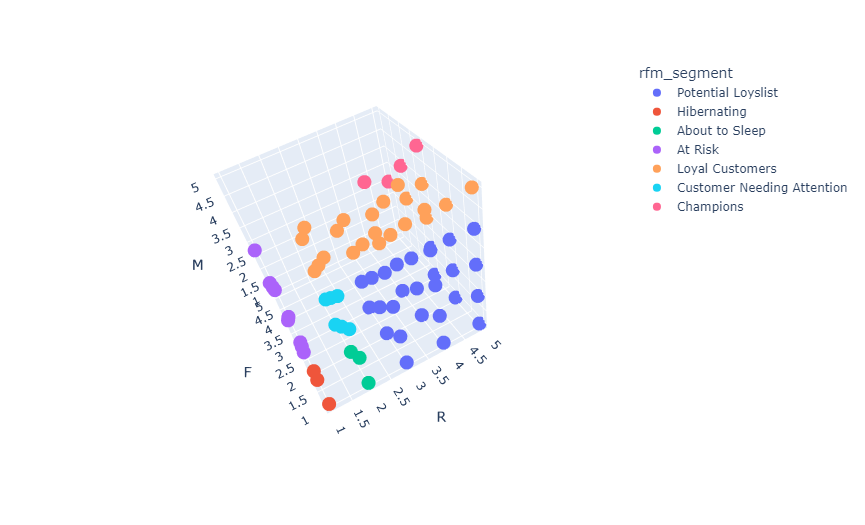 rfm_segment
Potential Loyslist
Hibernating
About to Sleep
At Risk
Loyal Customers
Customer Needing Attention
Champions
5
4.5
4
3.5
3
2.5
2
1.5
1
M
5
4.5
4
3.5
3
2.5
2
1.5
1
F
1
1.5
2
2.5
3
3.5
4
4.5
5
R